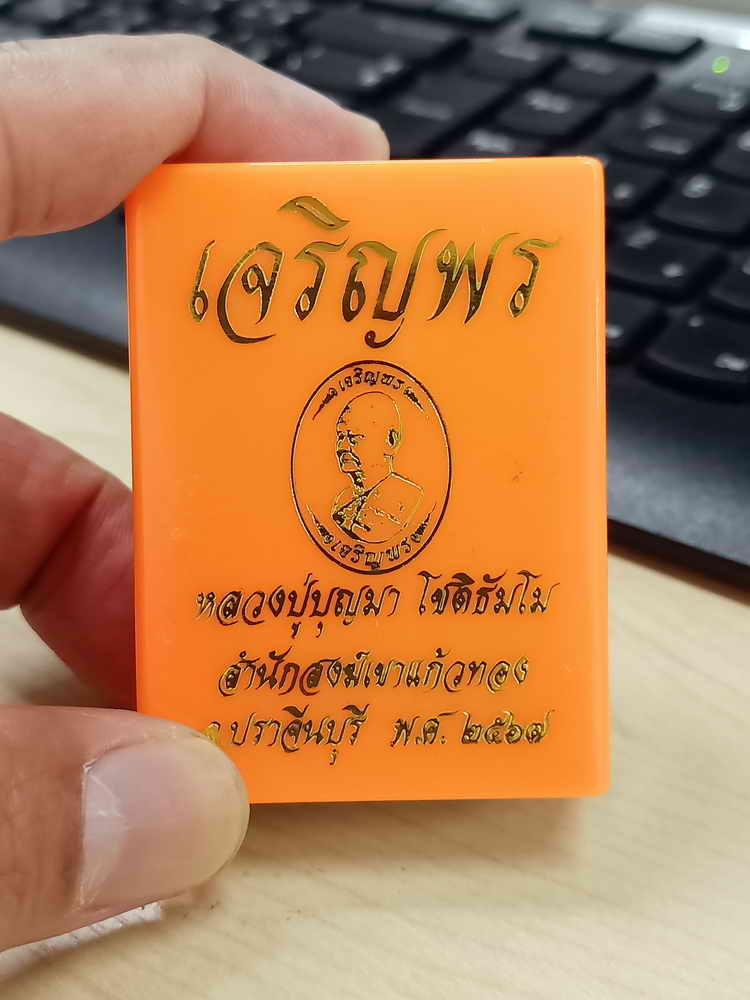 เจริญพร
เจริญพร
เจริญพร
หลวงปู่บุญมา โชติธัมโม
สำนักสงฆ์เขาแก้วทอง
จ.ปราจีนบุรี พ.ศ. ๒๕๖๗